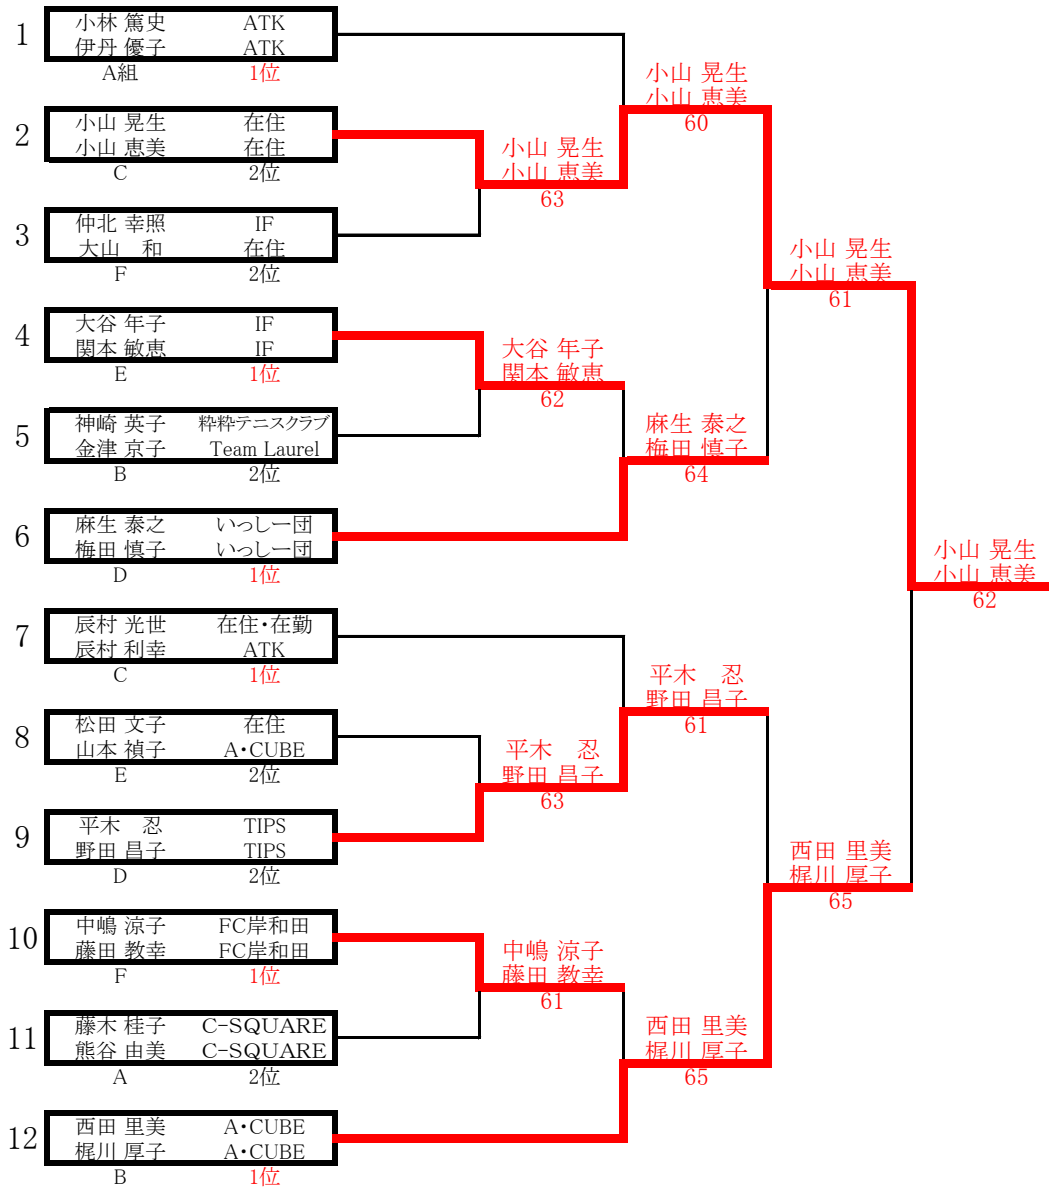 1
小林 篤史 ATK
伊丹 優子 ATK
A組 1位
2
小山 晃生 在住
小山 恵美 在住
C 2位
3
仲北 幸照 IF
大山 和 在住
F 2位
4
大谷 年子 IF
関本 敏恵 IF
E 1位
5
神崎 英子 粋粋テニスクラブ
金津 京子 Team Laurel
B 2位
6
麻生 泰之 いっしー団
梅田 慎子 いっしー団
D 1位
7
辰村 光世 在住・在勤
辰村 利幸 ATK
C 1位
8
松田 文子 在住
山本 禎子 A・CUBE
E 2位
9
平木 忍 TIPS
野田 昌子 TIPS
D 2位
10
中嶋 涼子 FC岸和田
藤田 教幸 FC岸和田
F 1位
11
藤木 桂子 C-SQUARE
熊谷 由美 C-SQUARE
A 2位
12
西田 里美 A・CUBE
梶川 厚子 A・CUBE
B 1位
小山 晃生
小山 恵美
63
大谷 年子
関本 敏恵
62
平木 忍
野田 昌子
63
中嶋 涼子
藤田 教幸
61
小山 晃生
小山 恵美
60
麻生 泰之
梅田 慎子
64
平木 忍
野田 昌子
61
西田 里美
梶川 厚子
65
小山 晃生
小山 恵美
61
西田 里美
梶川 厚子
65
小山 晃生
小山 恵美
62